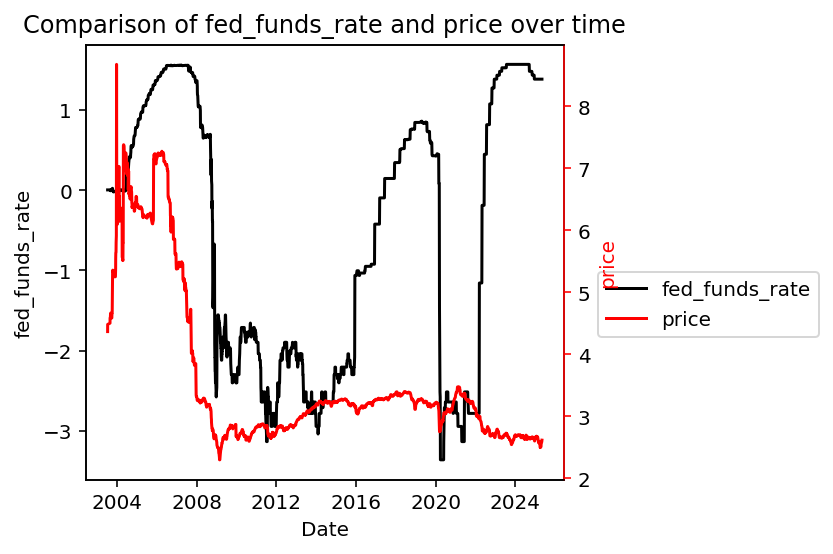 Comparison of fed_funds_rate and price over time
1
0
−1
−2
−3
fed_funds_rate
8
7
6
5
4
3
2
price
fed_funds_rate
price
2004 2008 2012 2016 2020 2024
Date